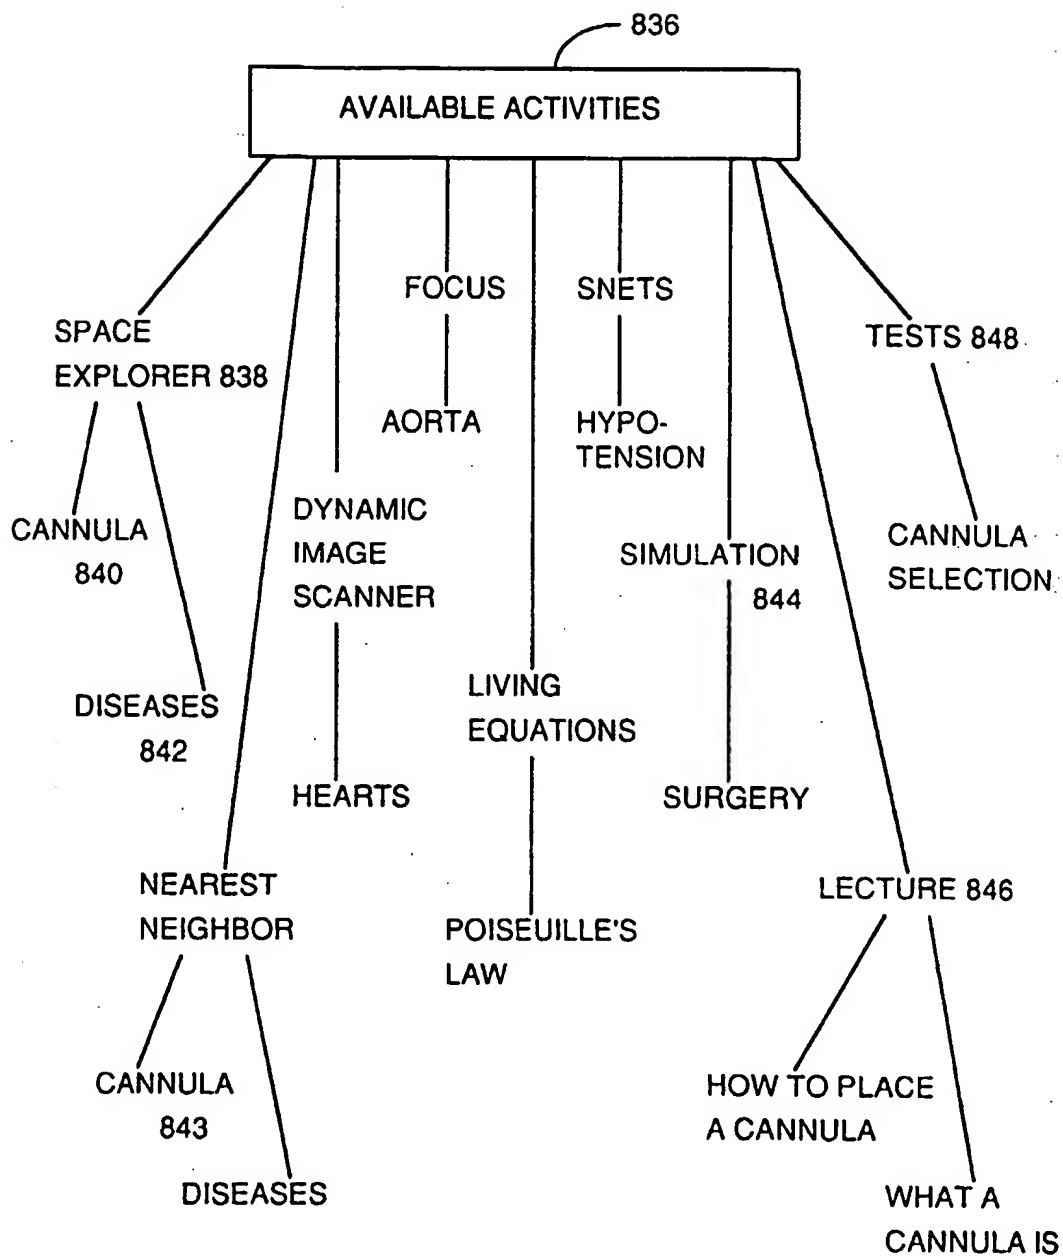 836
AVAILABLE ACTIVITIES
FOCUS
SNETS
SPACE
EXPLORER 838
TESTS 848
AORTA
HYPO-
TENSION
DYNAMIC
IMAGE
SCANNER
CANNULA
840
SIMULATION
844
CANNULA
SELECTION
LIVING
EQUATIONS
DISEASES
842
HEARTS
SURGERY
NEAREST
NEIGHBOR
LECTURE 846
POISEUILLE'S
LAW
CANNULA
843
HOW TO PLACE
A CANNULA
DISEASES
WHAT A
CANNULA IS